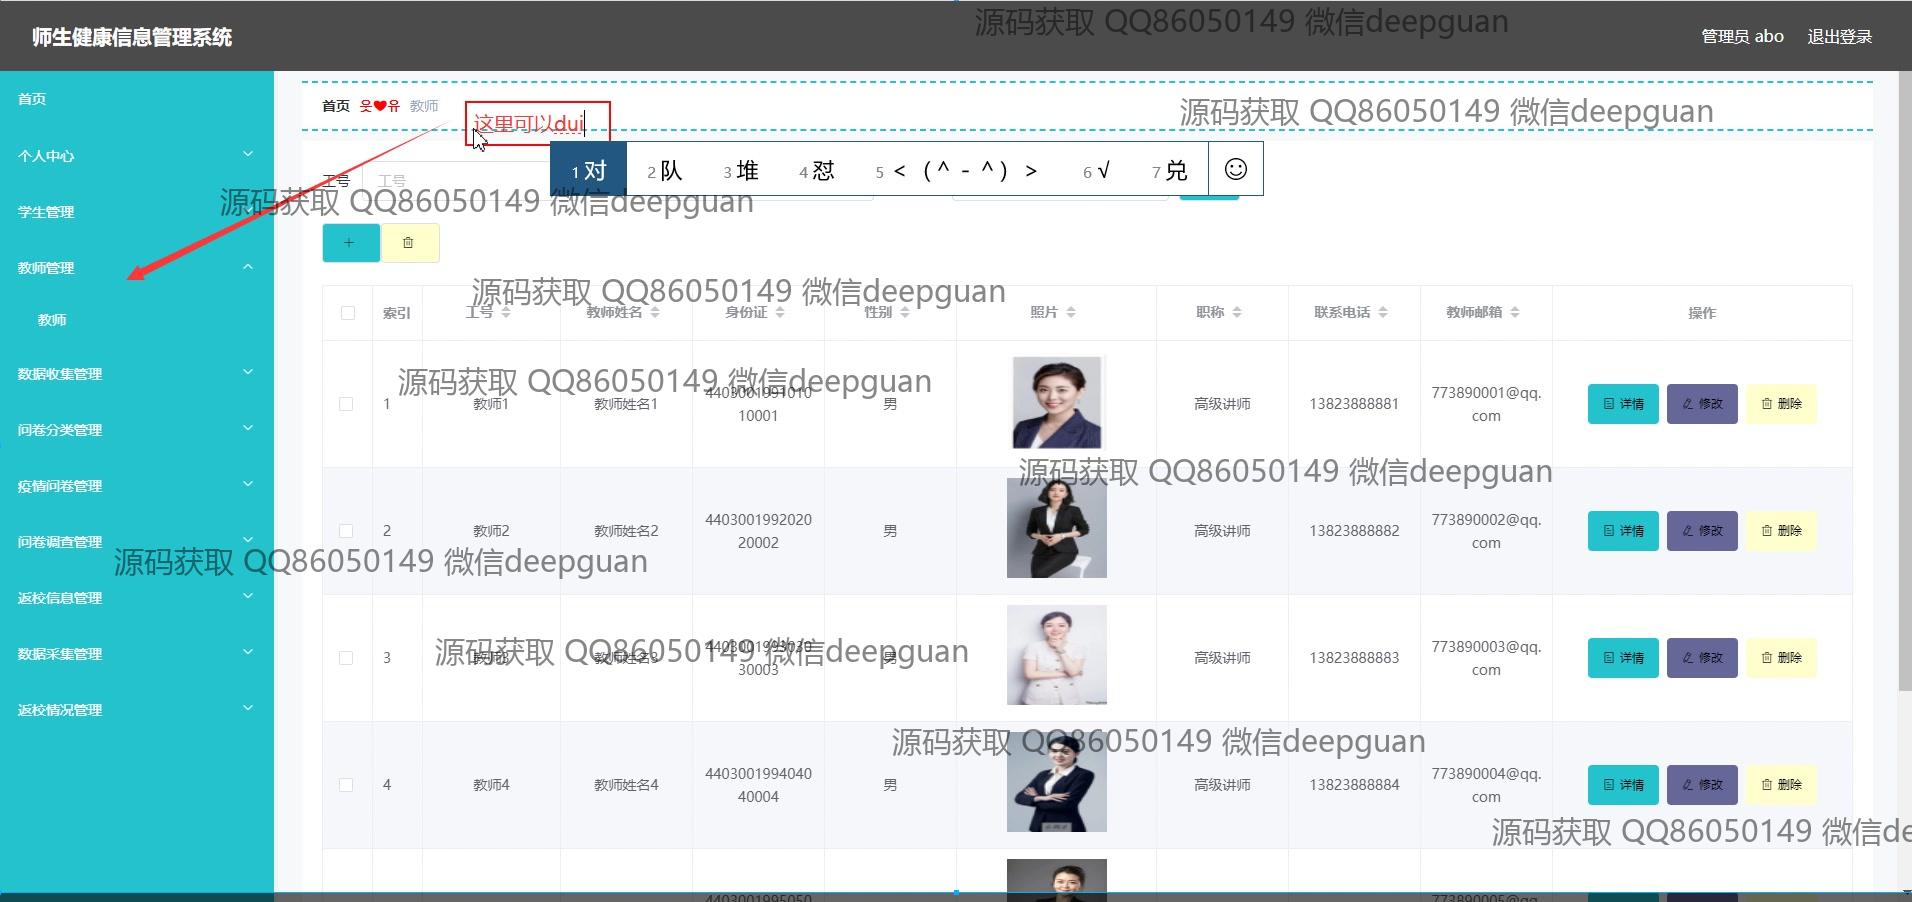 源码获取 QQ86050149 微信deepguan
师生健康信息管理系统
管理员 abo 退出登录
首页
首页 웃❤유 教师
这里可以dui
源码获取 QQ86050149 微信deepguan
个人中心
1 对 2 队 3 堆 4 怼 5 < (^ - ^) > 6 √ 7 兑
工号 工号
源码获取 QQ86050149 微信deepguan
学生管理
教师管理
教师
源码获取 QQ86050149 微信deepguan
索引 工号 教师姓名 身份证 性别 照片 职称 联系电话 教师邮箱 操作
数据收集管理
源码获取 QQ86050149 微信deepguan
1 教师1 教师姓名1 440300199101010001 男 高级讲师 13823888881 773890001@qq.com 详情 修改 删除
问卷分类管理
源码获取 QQ86050149 微信deepguan
疫情问卷管理
2 教师2 教师姓名2 440300199202020002 男 高级讲师 13823888882 773890002@qq.com 详情 修改 删除
问卷调查管理
源码获取 QQ86050149 微信deepguan
返校信息管理
数据采集管理
源码获取 QQ86050149 微信deepguan
3 教师3 教师姓名3 440300199303030003 男 高级讲师 13823888883 773890003@qq.com 详情 修改 删除
返校情况管理
源码获取 QQ86050149 微信deepguan
4 教师4 教师姓名4 440300199404040004 男 高级讲师 13823888884 773890004@qq.com 详情 修改 删除
源码获取 QQ86050149 微信de